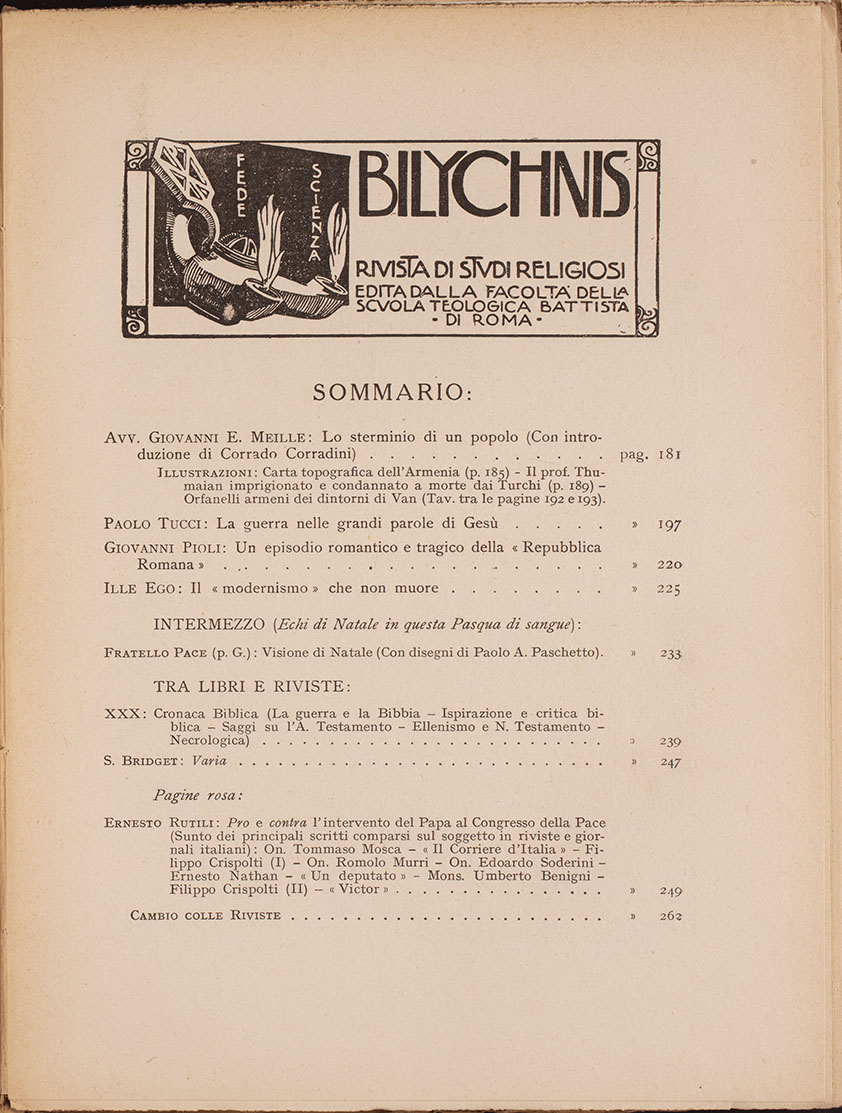 FEDE
SCIENZA
BILYCHNIS
RIVISTA DI STVDI RELIGIOSI
EDITA DALLA FACOLTA' DELLA
SCVOLA TEOLOGICA BATTISTA
- DI ROMA -
SOMMARIO:
AVV. GIOVANNI E. MEILLE: Lo sterminio di un popolo (Con intro-
duzione di Corrado Corradini) . . . . . . . . . . . . pag. 181
ILLUSTRAZIONI: Carta topografica dell'Armenia (p. 185) – Il prof. Thu-
maian imprigionato e condannato a morte dai Turchi (p. 189) –
Orfanelli armeni dei dintorni di Van (Tav. tra le pagine 192 e 193).
PAOLO TUCCI: La guerra nelle grandi parole di Gesù . . . . . » 197
GIOVANNI PIOLI: Un episodio romantico e tragico della « Repubblica
Romana » . . . . . . . . . . . . . . . . . . » 220
ILLE EGO: Il « modernismo » che non muore . . . . . . . . » 225
INTERMEZZO (Echi di Natale in questa Pasqua di sangue):
FRATELLO PACE (p. G.): Visione di Natale (Con disegni di Paolo A. Paschetto). » 233
TRA LIBRI E RIVISTE:
XXX: Cronaca Biblica (La guerra e la Bibbia – Ispirazione e critica bi-
blica – Saggi su l'A. Testamento – Ellenismo e N. Testamento –
Necrologica) . . . . . . . . . . . . . . . . . . . . . . . . . » 239
S. BRIDGET: Varia . . . . . . . . . . . . . . . . . . . . . . . . . . . » 247
Pagine rosa:
ERNESTO RUTILI: Pro e contra l'intervento del Papa al Congresso della Pace
(Sunto dei principali scritti comparsi sul soggetto in riviste e gior-
nali italiani): On. Tommaso Mosca – « Il Corriere d'Italia » – Fi-
lippo Crispolti (I) – On. Romolo Murri – On. Edoardo Soderini –
Ernesto Nathan – « Un deputato » – Mons. Umberto Benigni –
Filippo Crispolti (II) – « Victor » . . . . . . . . . . . . . . . . » 249
CAMBIO COLLE RIVISTE . . . . . . . . . . . . . . . . . . . . . . . » 262